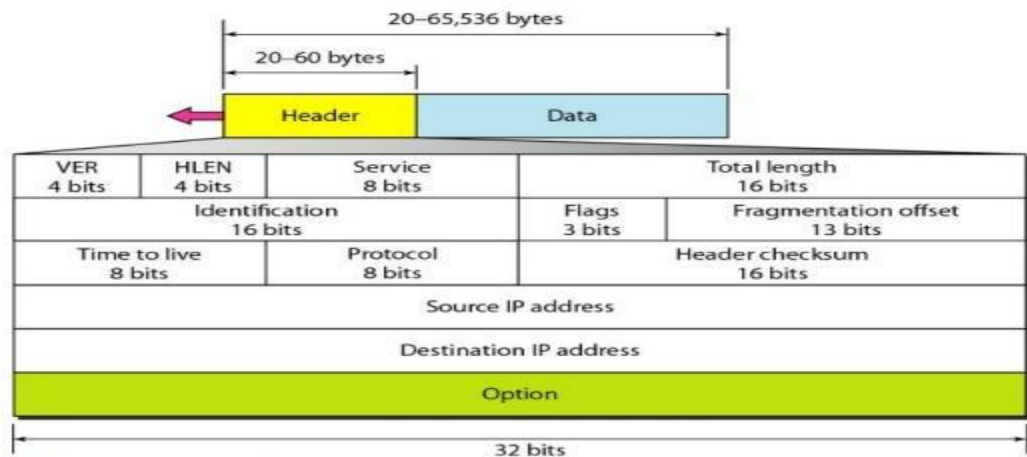 20–65,536 bytes
20–60 bytes
Header Data
VER HLEN Service Total length
4 bits 4 bits 8 bits 16 bits
Identification Flags Fragmentation offset
16 bits 3 bits 13 bits
Time to live Protocol Header checksum
8 bits 8 bits 16 bits
Source IP address
Destination IP address
Option
32 bits